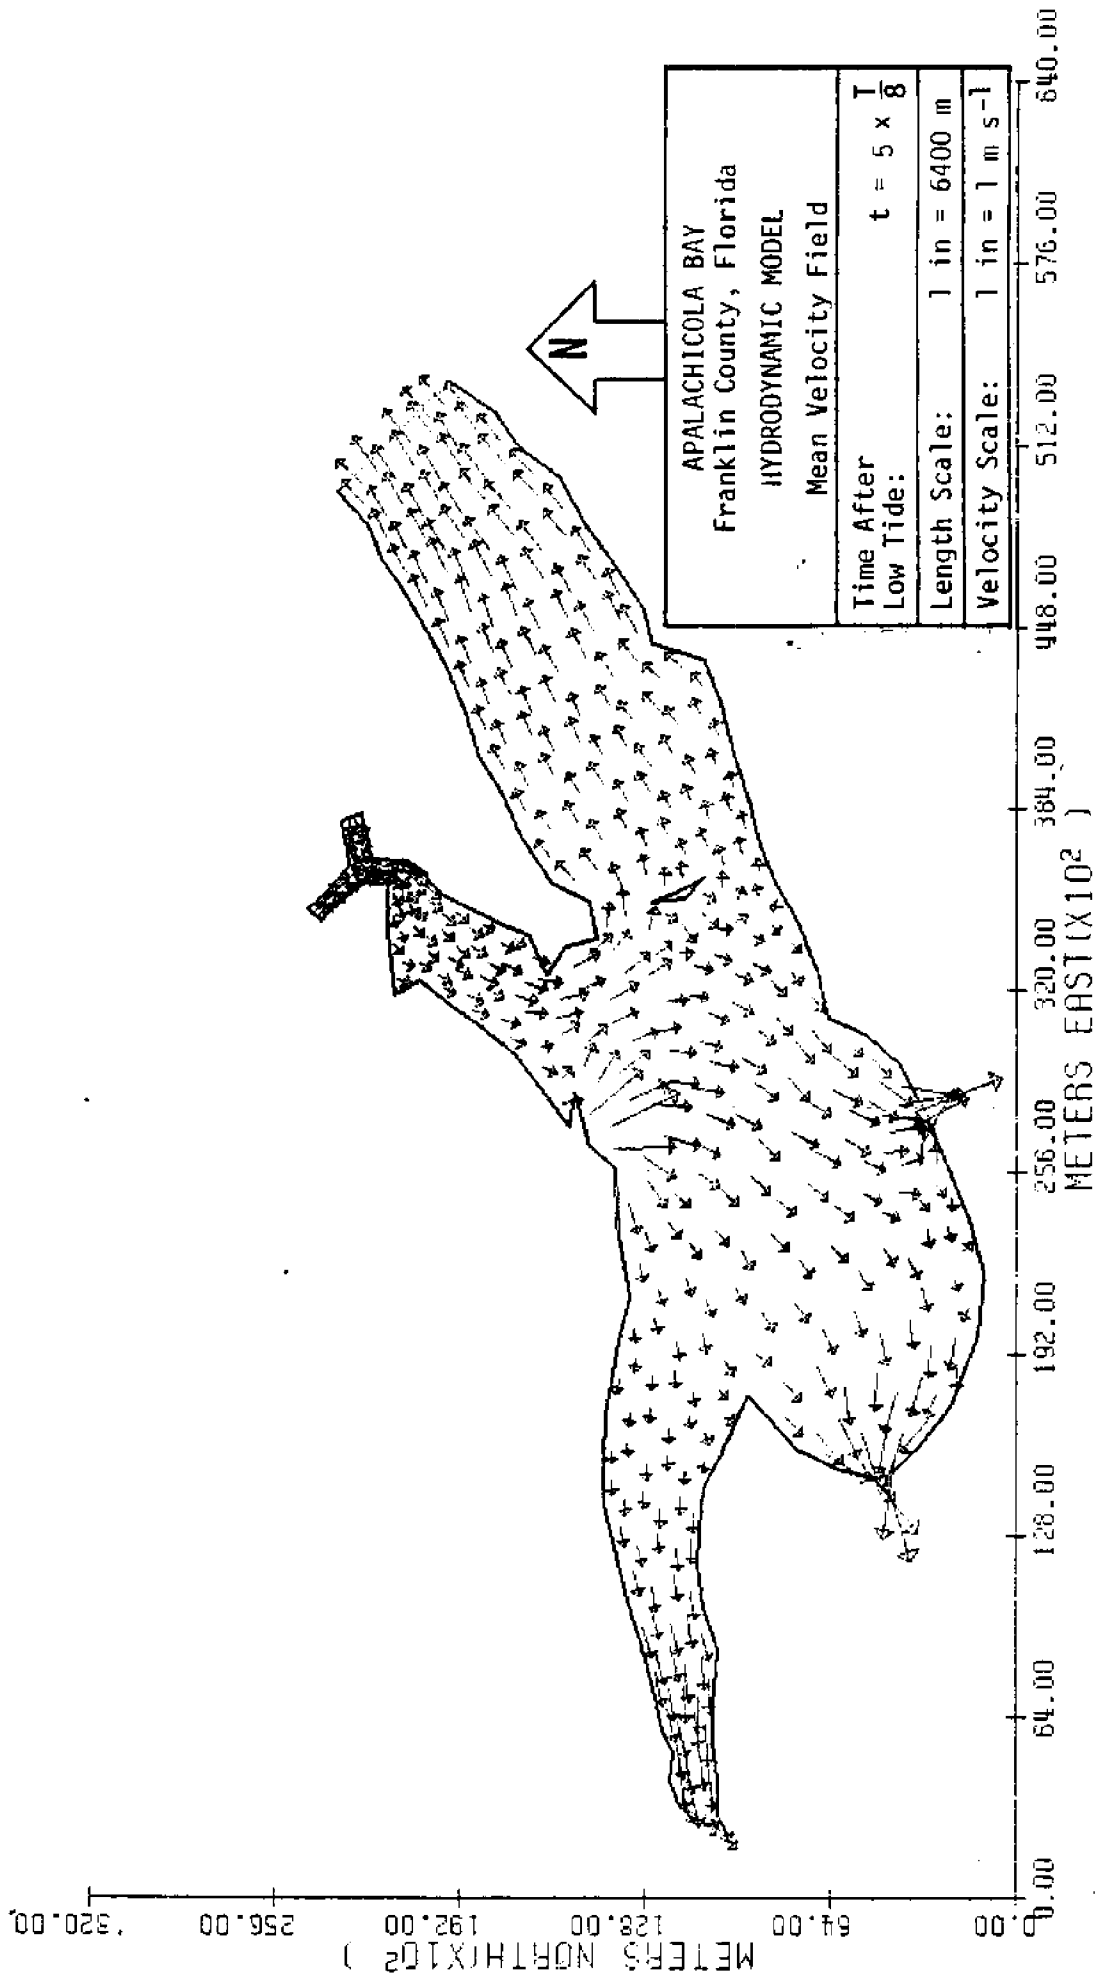 N
APALACHICOLA BAY
Franklin County, Florida
HYDRODYNAMIC MODEL
Mean Velocity Field
Time After
Low Tide: t = 5 x T/8
Length Scale: 1 in = 6400 m
Velocity Scale: 1 in = 1 m s-1
METERS NORTH(X10² )
320.00
256.00
192.00
128.00
64.00
0.00
0.00 64.00 128.00 192.00 256.00 320.00 384.00 448.00 512.00 576.00 640.00
METERS EAST(X10² )